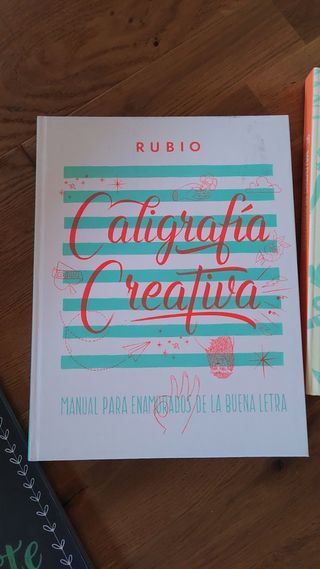 RUBIO
Caligrafía
Creativa
MANUAL PARA ENAMORADOS DE LA BUENA LETRA